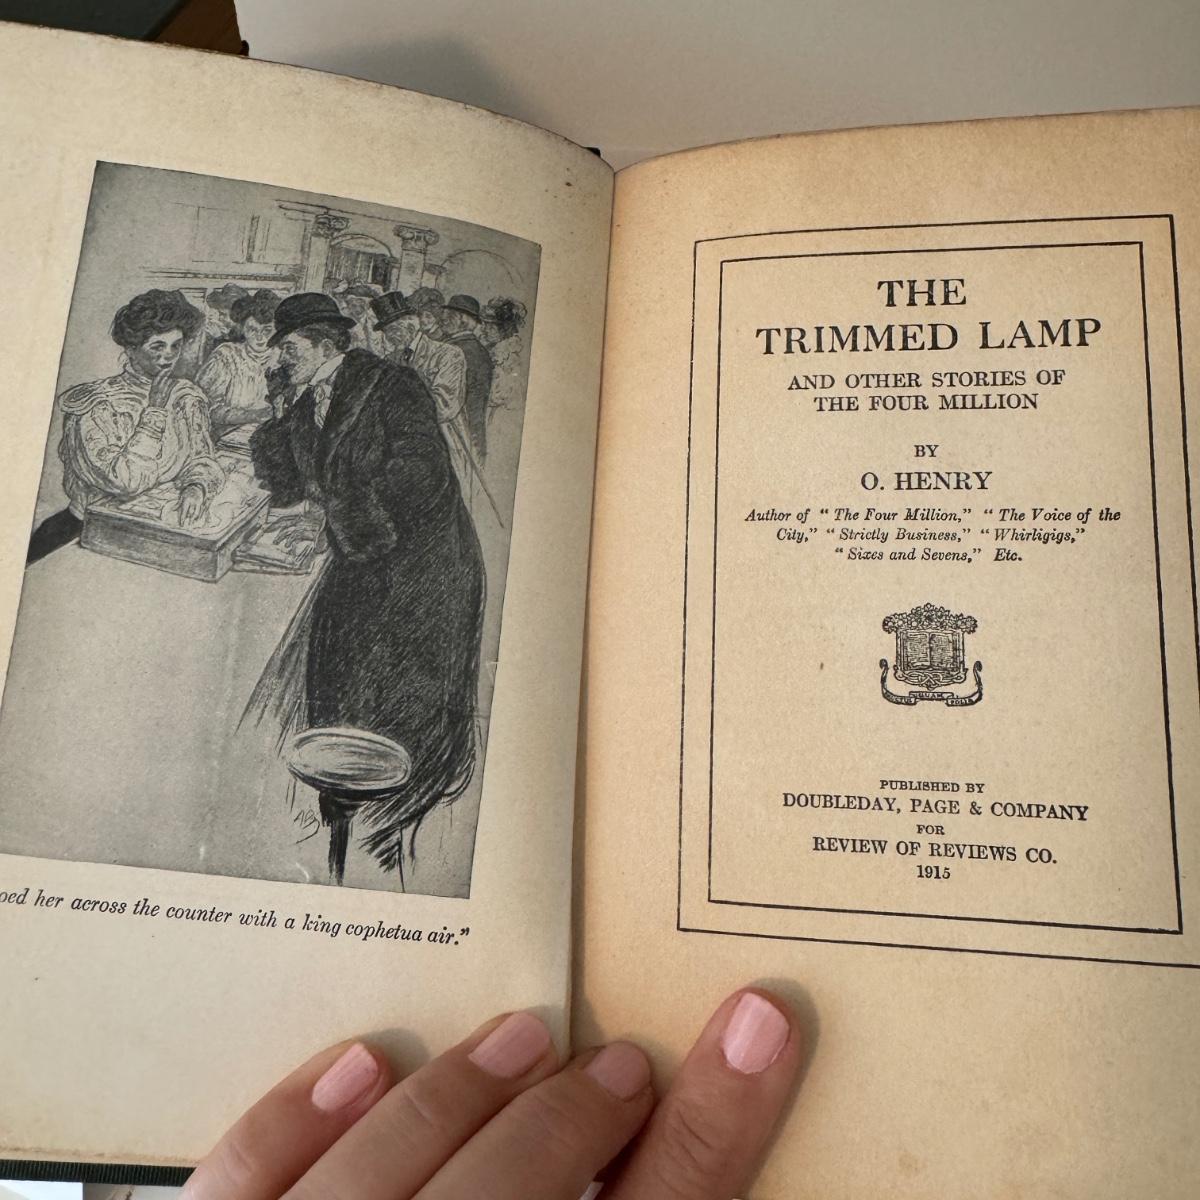 her across the counter with a king cophetua air."
THE
TRIMMED LAMP
AND OTHER STORIES OF
THE FOUR MILLION
BY
O. HENRY
Author of "The Four Million," "The Voice of the
City," "Strictly Business," "Whirligigs,"
"Sixes and Sevens," Etc.
PUBLISHED BY
DOUBLEDAY, PAGE & COMPANY
FOR
REVIEW OF REVIEWS CO.
1915